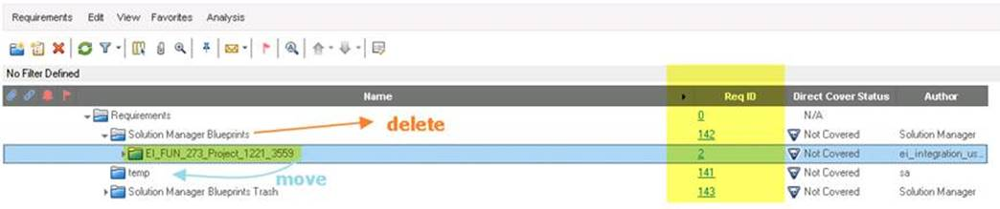 Requirements Edit View Favorites Analysis
No Filter Defined
Name Req ID Direct Cover Status Author
Requirements 0 N/A
Solution Manager Blueprints delete 142 Not Covered Solution Manager
EI_FUN_273_Project_1221_3559 2 Not Covered ei_integration_us...
temp move 141 Not Covered sa
Solution Manager Blueprints Trash 143 Not Covered Solution Manager